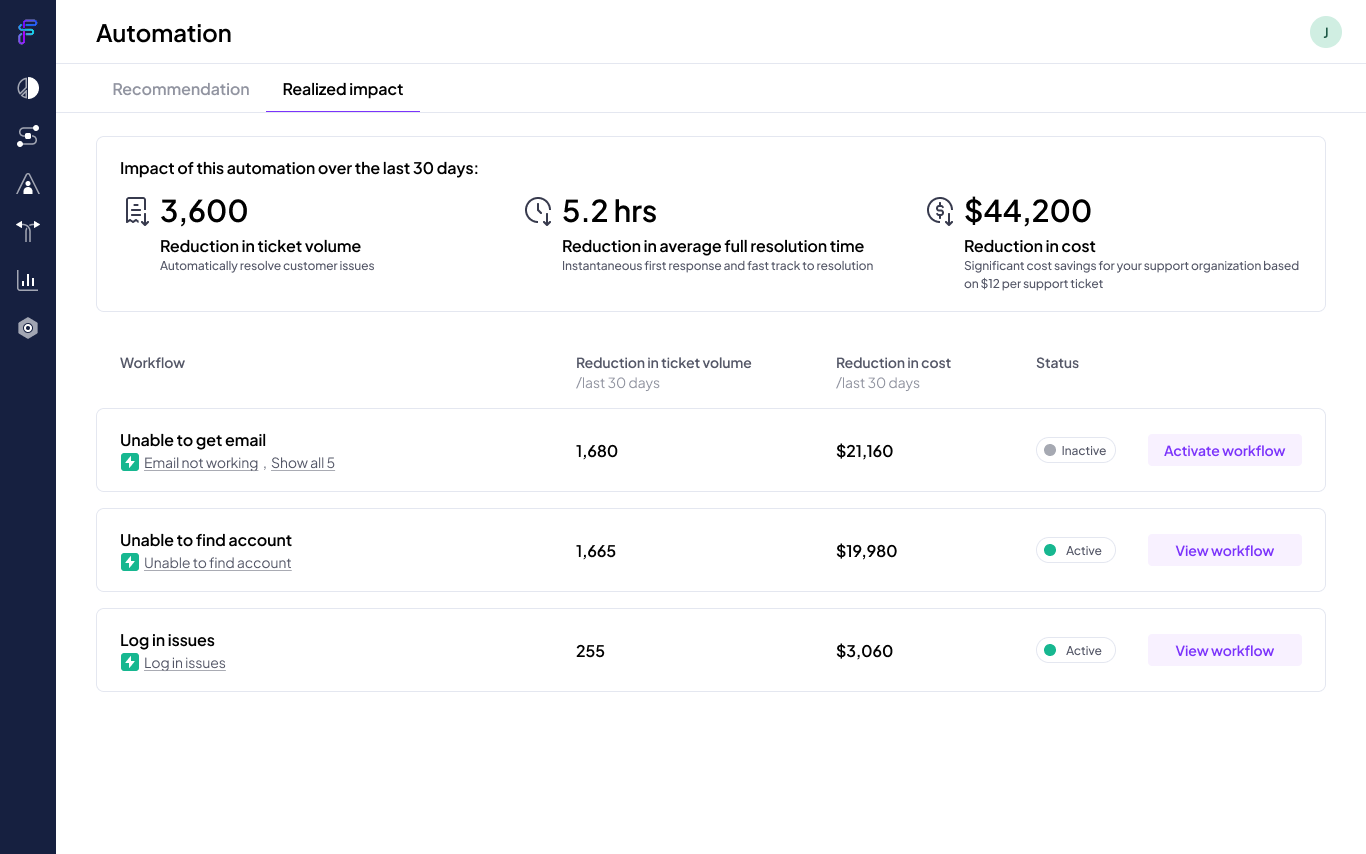 Automation
J
Recommendation
Realized impact
Impact of this automation over the last 30 days:
3,600
Reduction in ticket volume
Automatically resolve customer issues
5.2 hrs
Reduction in average full resolution time
Instantaneous first response and fast track to resolution
$44,200
Reduction in cost
Significant cost savings for your support organization based
on $12 per support ticket
Workflow
Reduction in ticket volume
/last 30 days
Reduction in cost
/last 30 days
Status
Unable to get email
Email not working , Show all 5
1,680
$21,160
Inactive
Activate workflow
Unable to find account
Unable to find account
1,665
$19,980
Active
View workflow
Log in issues
Log in issues
255
$3,060
Active
View workflow